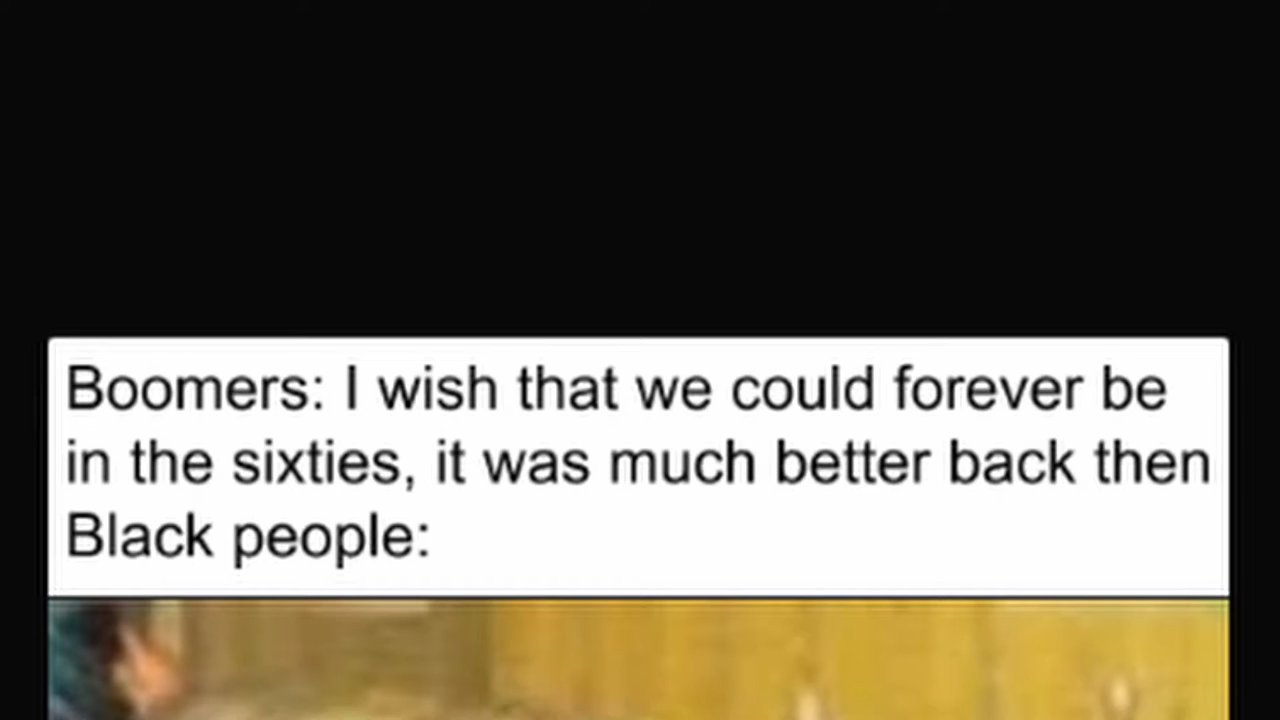 Boomers: I wish that we could forever be
in the sixties, it was much better back then
Black people: